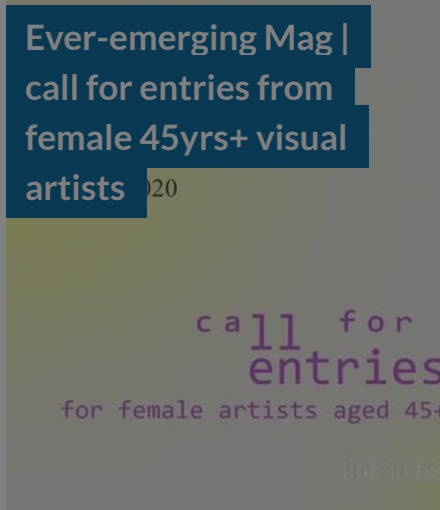 Ever-emerging Mag |
call for entries from
female 45yrs+ visual
artists
020
call for
entries
for female artists aged 45+
link in bio